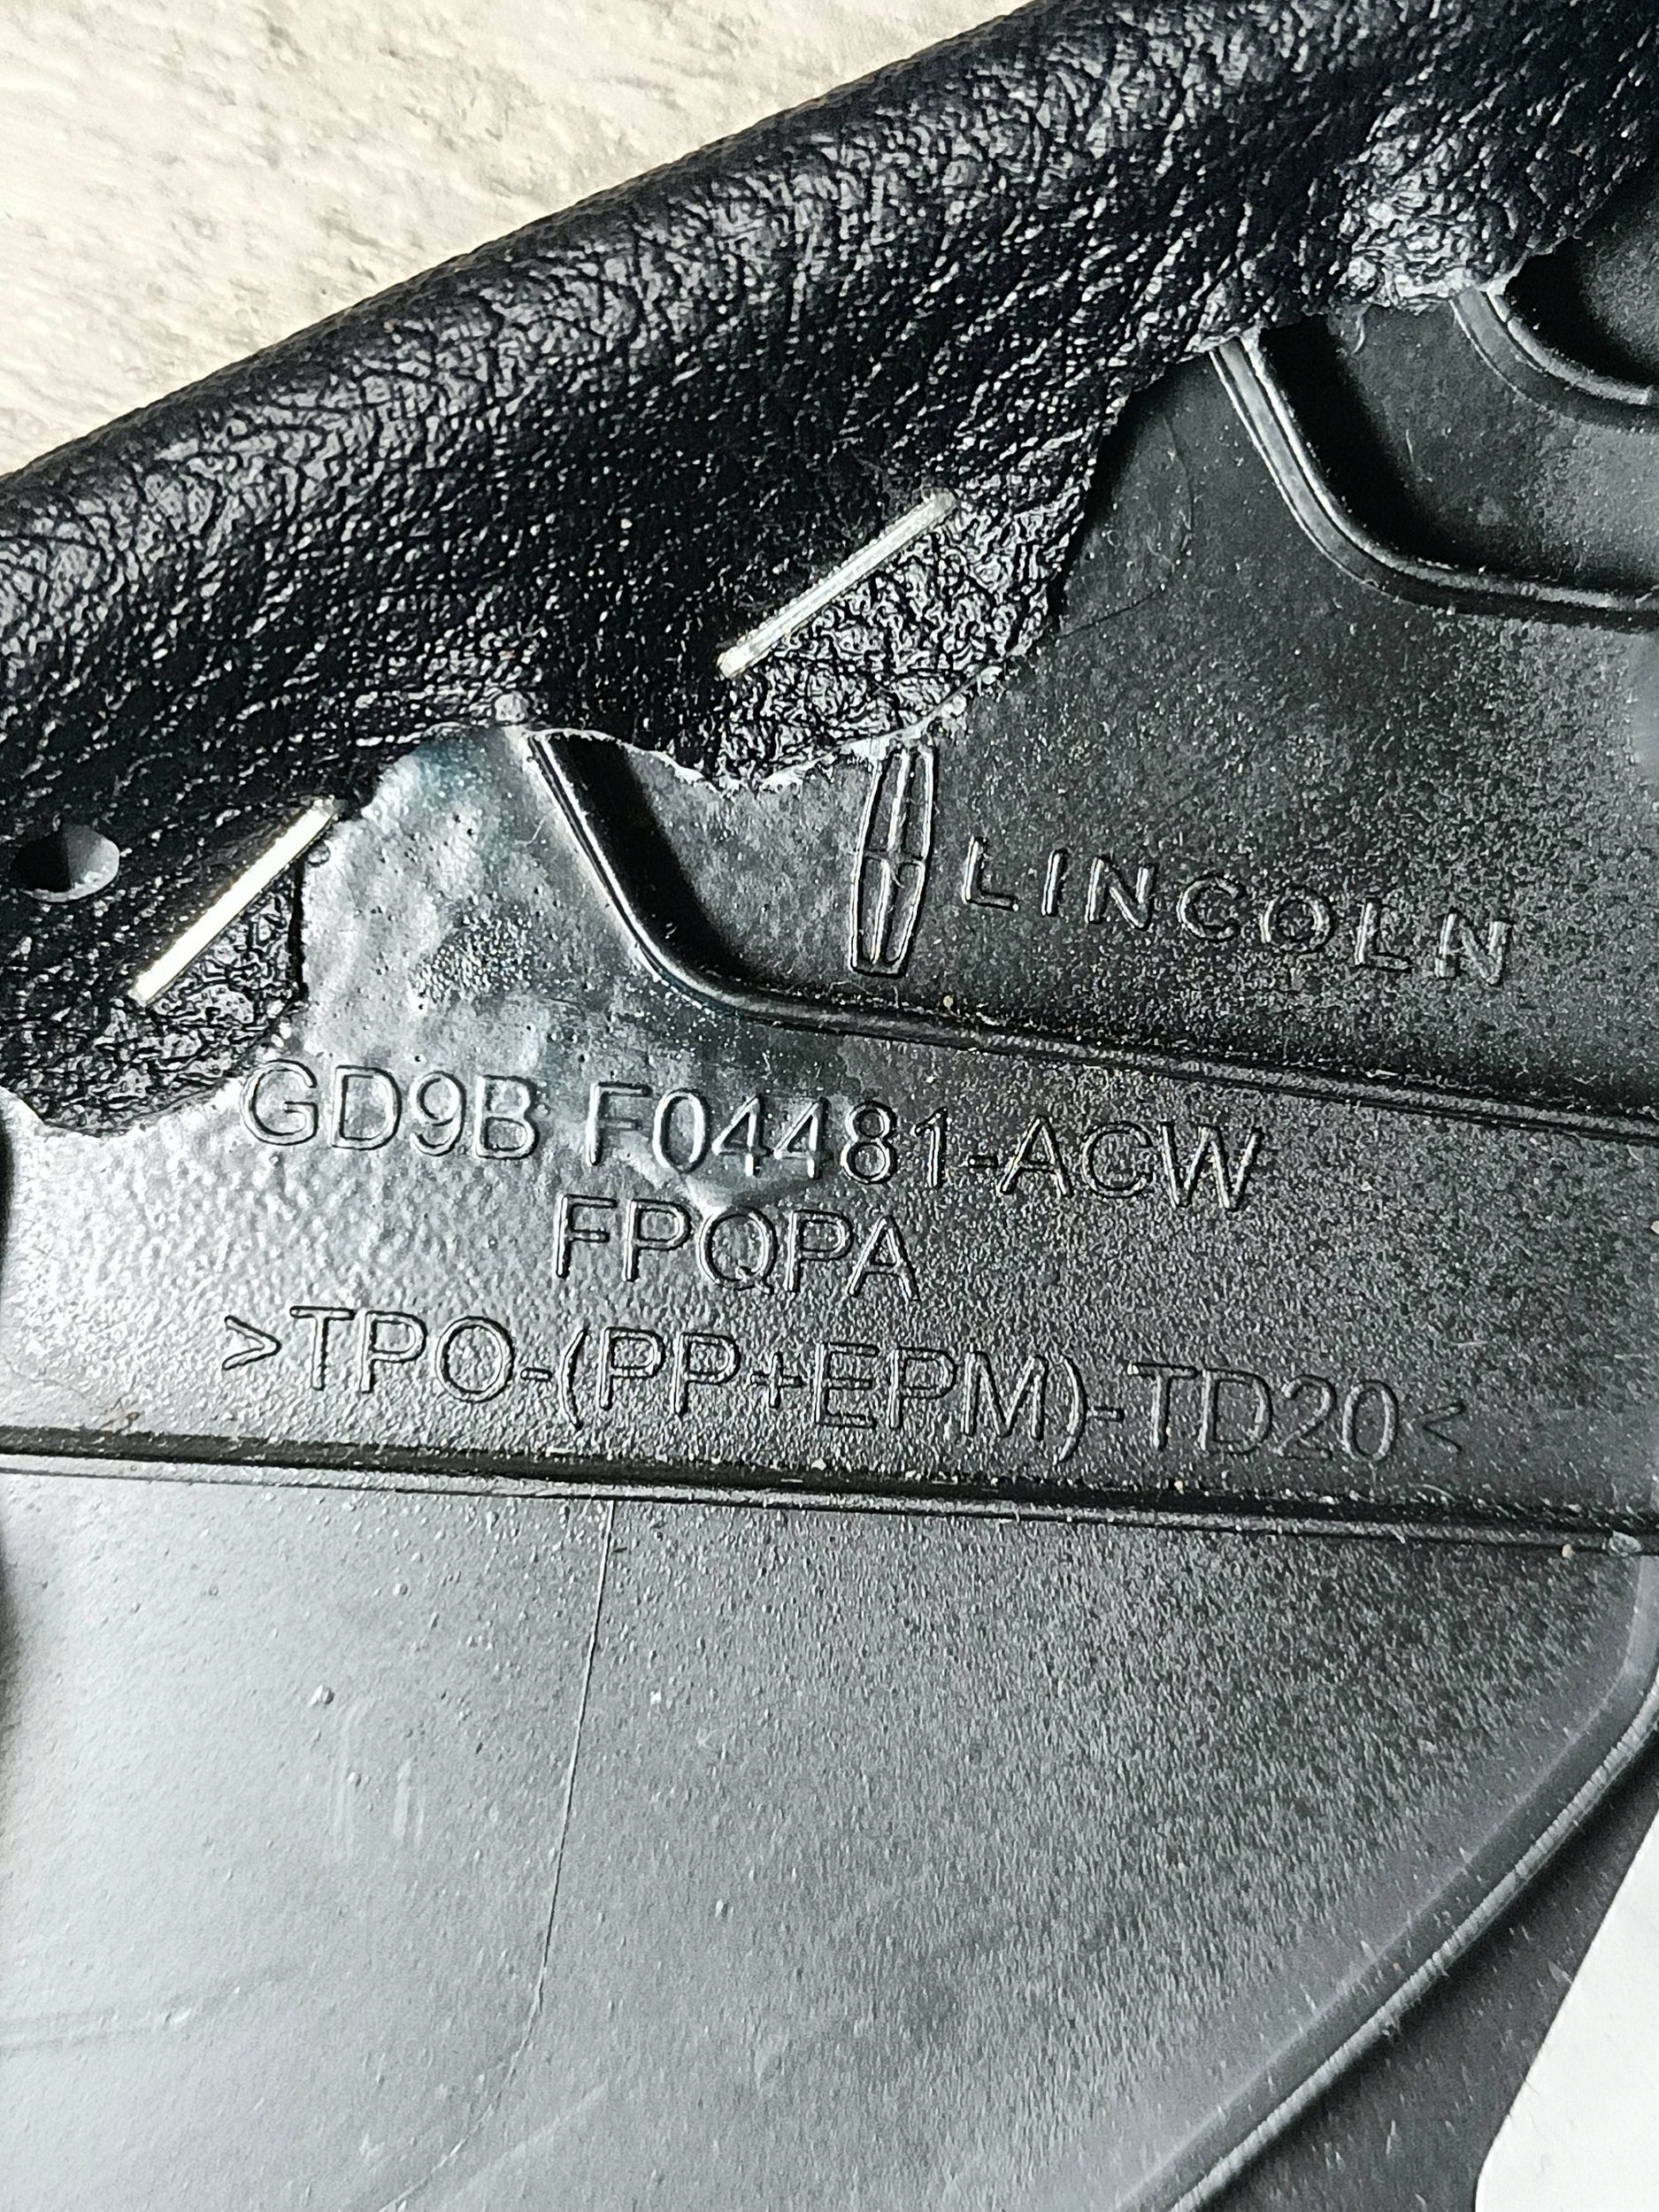 LINCOLN
GD9B F04481-ACW
FPQPA
>TPO-(PP+EPM)-TD20<